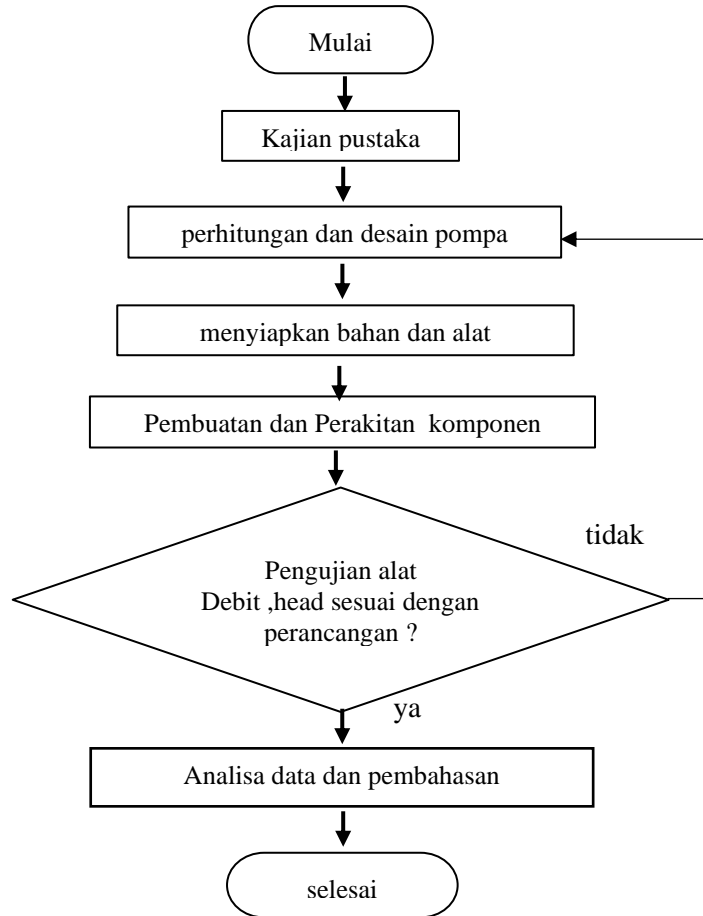 Mulai
Kajian pustaka
perhitungan dan desain pompa
menyiapkan bahan dan alat
Pembuatan dan Perakitan komponen
tidak
Pengujian alat
Debit ,head sesuai dengan
perancangan ?
ya
Analisa data dan pembahasan
selesai